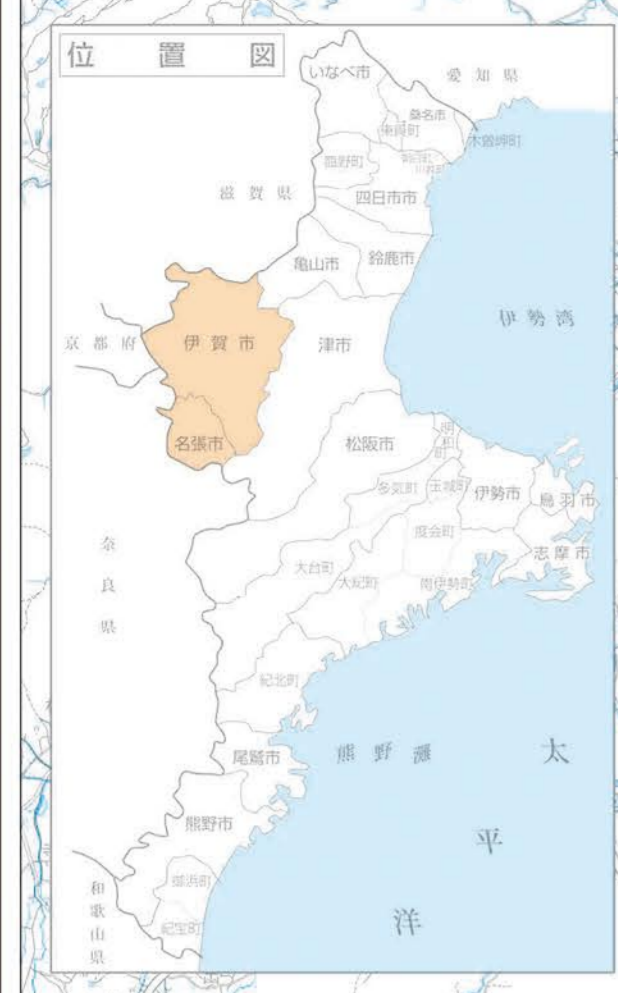 位置図
いなべ市
愛知県
桑名市
東員町
木曽岬町
菰野町
朝日町
川越町
滋賀県
四日市市
亀山市
鈴鹿市
伊勢湾
京都府
伊賀市
津市
名張市
松阪市
明和町
多気町
玉城町
伊勢市
鳥羽市
度会町
奈良県
志摩市
大台町
大紀町
南伊勢町
紀北町
尾鷲市
熊野灘
太平洋
熊野市
御浜町
和歌山県
紀宝町